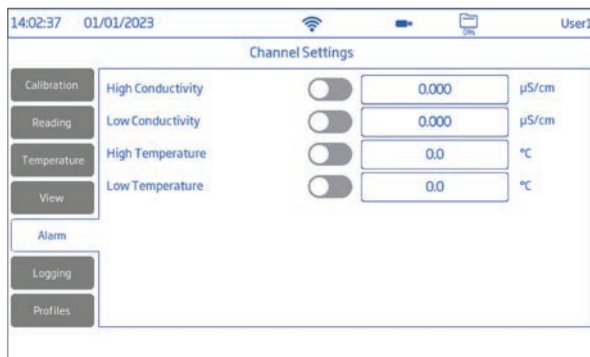 14:02:37 01/01/2023 0% User1
Channel Settings
Calibration
High Conductivity 0.000 µS/cm
Reading
Low Conductivity 0.000 µS/cm
Temperature
High Temperature 0.0 °C
View
Low Temperature 0.0 °C
Alarm
Logging
Profiles